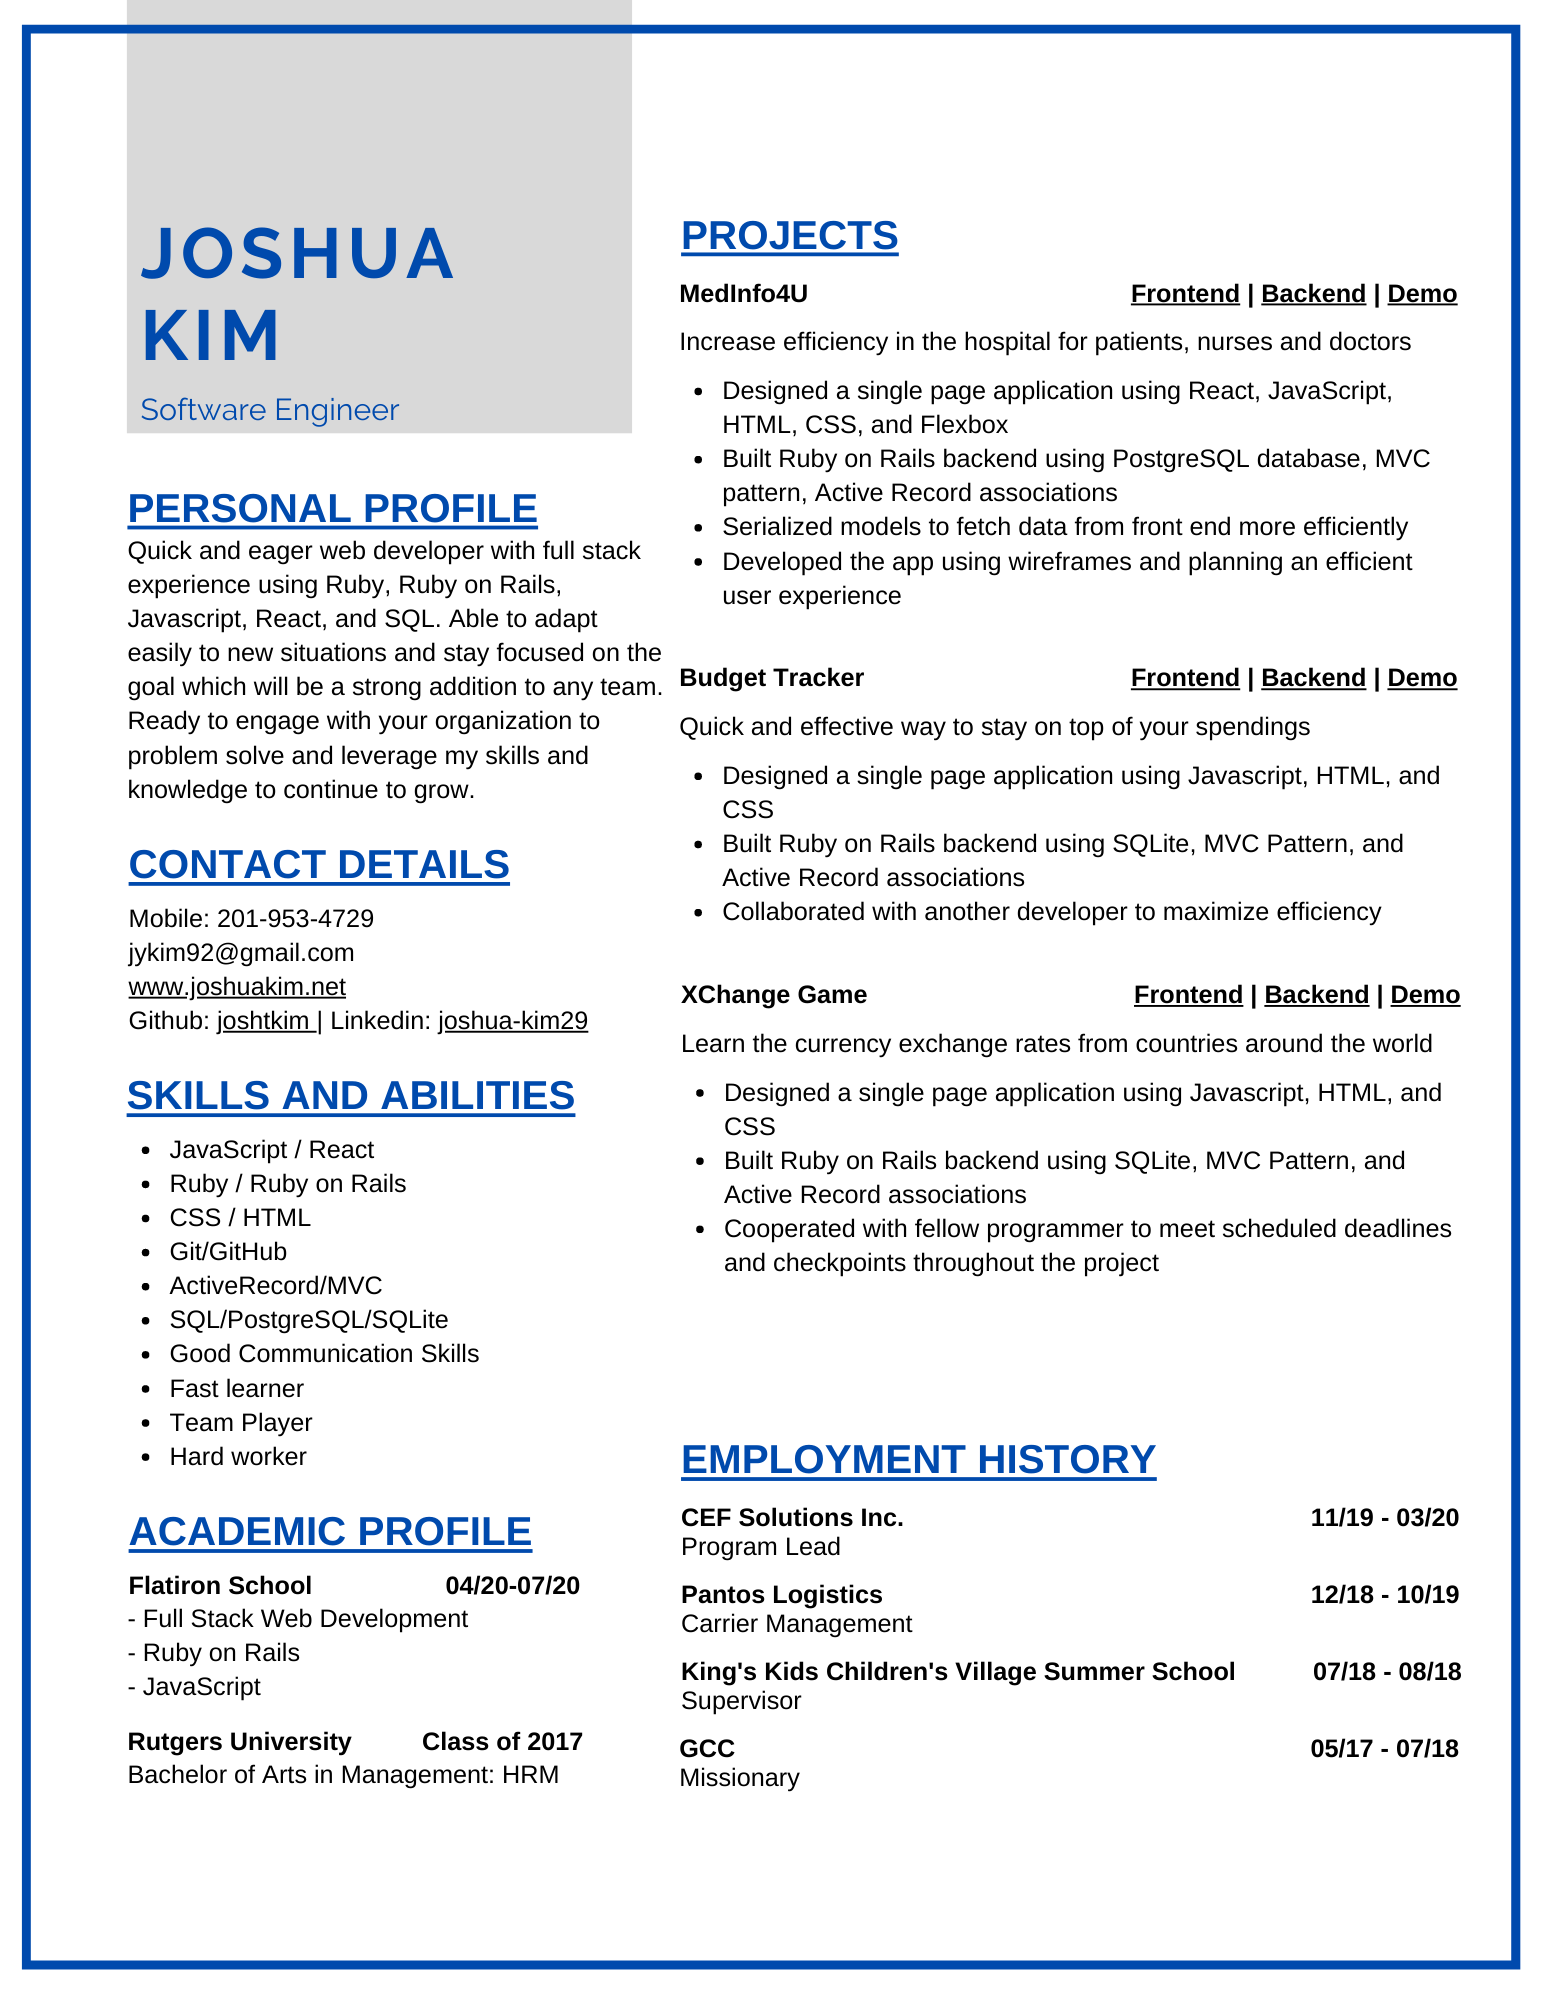 JOSHUA
KIM
Software Engineer
PERSONAL PROFILE
Quick and eager web developer with full stack
experience using Ruby, Ruby on Rails,
Javascript, React, and SQL. Able to adapt
easily to new situations and stay focused on the
goal which will be a strong addition to any team.
Ready to engage with your organization to
problem solve and leverage my skills and
knowledge to continue to grow.
CONTACT DETAILS
Mobile: 201-953-4729
jykim92@gmail.com
www.joshuakim.net
Github: joshtkim | Linkedin: joshua-kim29
SKILLS AND ABILITIES
• JavaScript / React
• Ruby / Ruby on Rails
• CSS / HTML
• Git/GitHub
• ActiveRecord/MVC
• SQL/PostgreSQL/SQLite
• Good Communication Skills
• Fast learner
• Team Player
• Hard worker
ACADEMIC PROFILE
Flatiron School 04/20-07/20
- Full Stack Web Development
- Ruby on Rails
- JavaScript
Rutgers University Class of 2017
Bachelor of Arts in Management: HRM
PROJECTS
MedInfo4U Frontend | Backend | Demo
Increase efficiency in the hospital for patients, nurses and doctors
• Designed a single page application using React, JavaScript,
HTML, CSS, and Flexbox
• Built Ruby on Rails backend using PostgreSQL database, MVC
pattern, Active Record associations
• Serialized models to fetch data from front end more efficiently
• Developed the app using wireframes and planning an efficient
user experience
Budget Tracker Frontend | Backend | Demo
Quick and effective way to stay on top of your spendings
• Designed a single page application using Javascript, HTML, and
CSS
• Built Ruby on Rails backend using SQLite, MVC Pattern, and
Active Record associations
• Collaborated with another developer to maximize efficiency
XChange Game Frontend | Backend | Demo
Learn the currency exchange rates from countries around the world
• Designed a single page application using Javascript, HTML, and
CSS
• Built Ruby on Rails backend using SQLite, MVC Pattern, and
Active Record associations
• Cooperated with fellow programmer to meet scheduled deadlines
and checkpoints throughout the project
EMPLOYMENT HISTORY
CEF Solutions Inc. 11/19 - 03/20
Program Lead
Pantos Logistics 12/18 - 10/19
Carrier Management
King's Kids Children's Village Summer School 07/18 - 08/18
Supervisor
GCC 05/17 - 07/18
Missionary